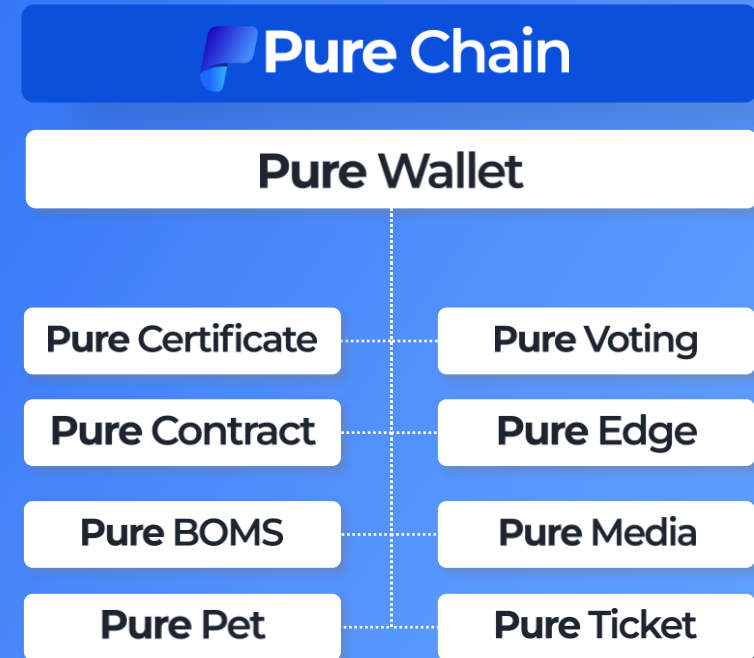 Pure Chain
Pure Wallet
Pure Certificate
Pure Voting
Pure Contract
Pure Edge
Pure BOMS
Pure Media
Pure Pet
Pure Ticket